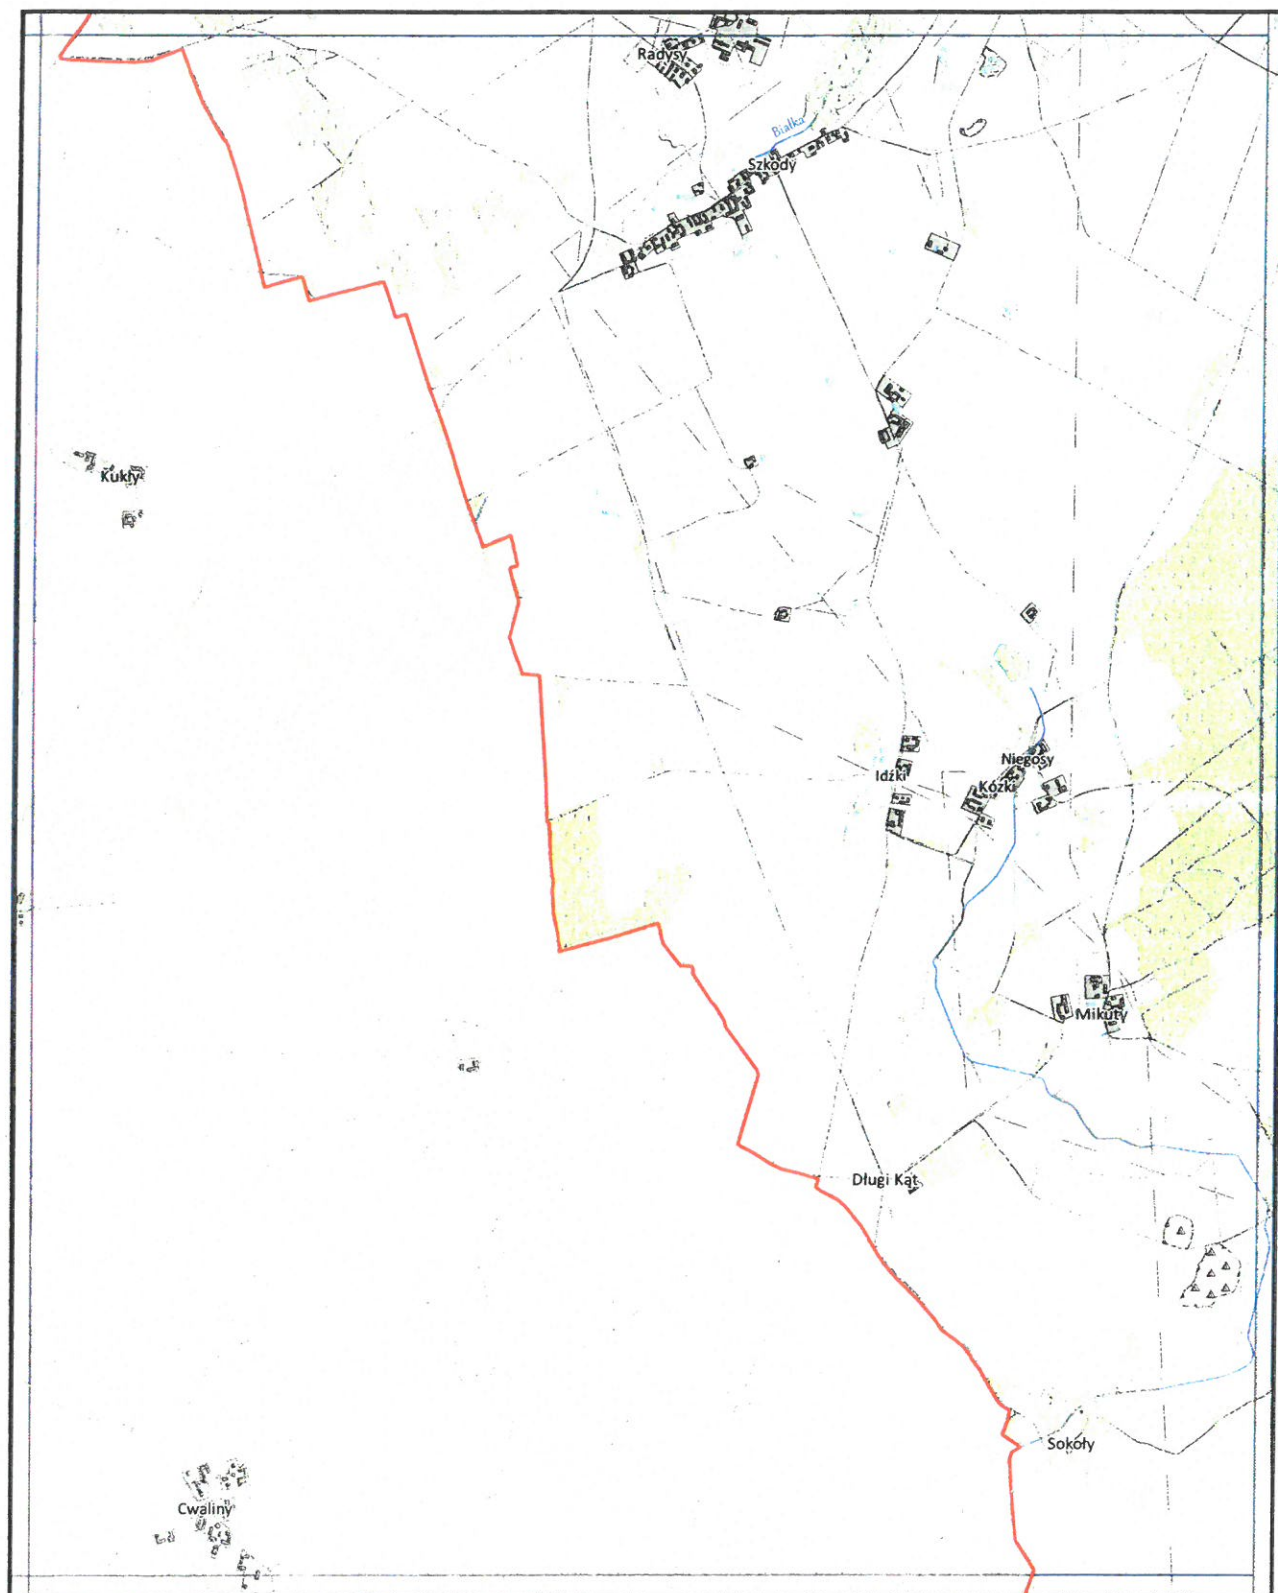 Radysy
Białka
Szkody
Kukły
Niegosy
Idźki
Kózki
Mikuty
Długi Kąt
Sokoły
Cwaliny